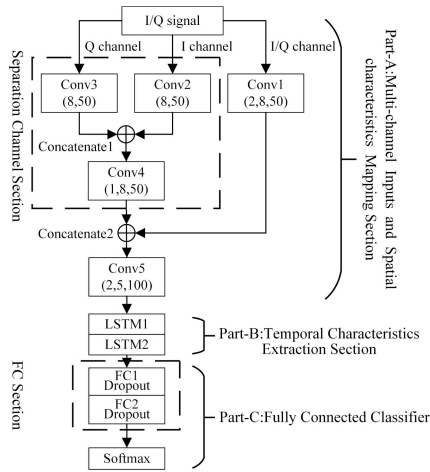 I/Q signal
Q channel
I channel
I/Q channel
Conv3
(8,50)
Conv2
(8,50)
Conv1
(2,8,50)
Concatenate1
Conv4
(1,8,50)
Separation Channel Section
Concatenate2
Conv5
(2,5,100)
Part-A:Multi-channel Inputs and Spatial
characteristics Mapping Section
LSTM1
LSTM2
Part-B:Temporal Characteristics
Extraction Section
FC1
Dropout
FC2
Dropout
FC Section
Part-C:Fully Connected Classifier
Softmax